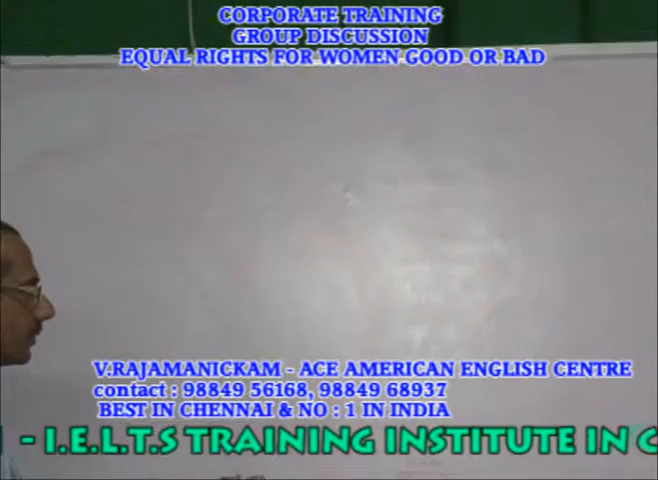 CORPORATE TRAINING
GROUP DISCUSSION
EQUAL RIGHTS FOR WOMEN GOOD OR BAD
V.RAJAMANICKAM - ACE AMERICAN ENGLISH CENTRE
contact : 98849 56168, 98849 68937
BEST IN CHENNAI & NO : 1 IN INDIA
- I.E.L.T.S TRAINING INSTITUTE IN